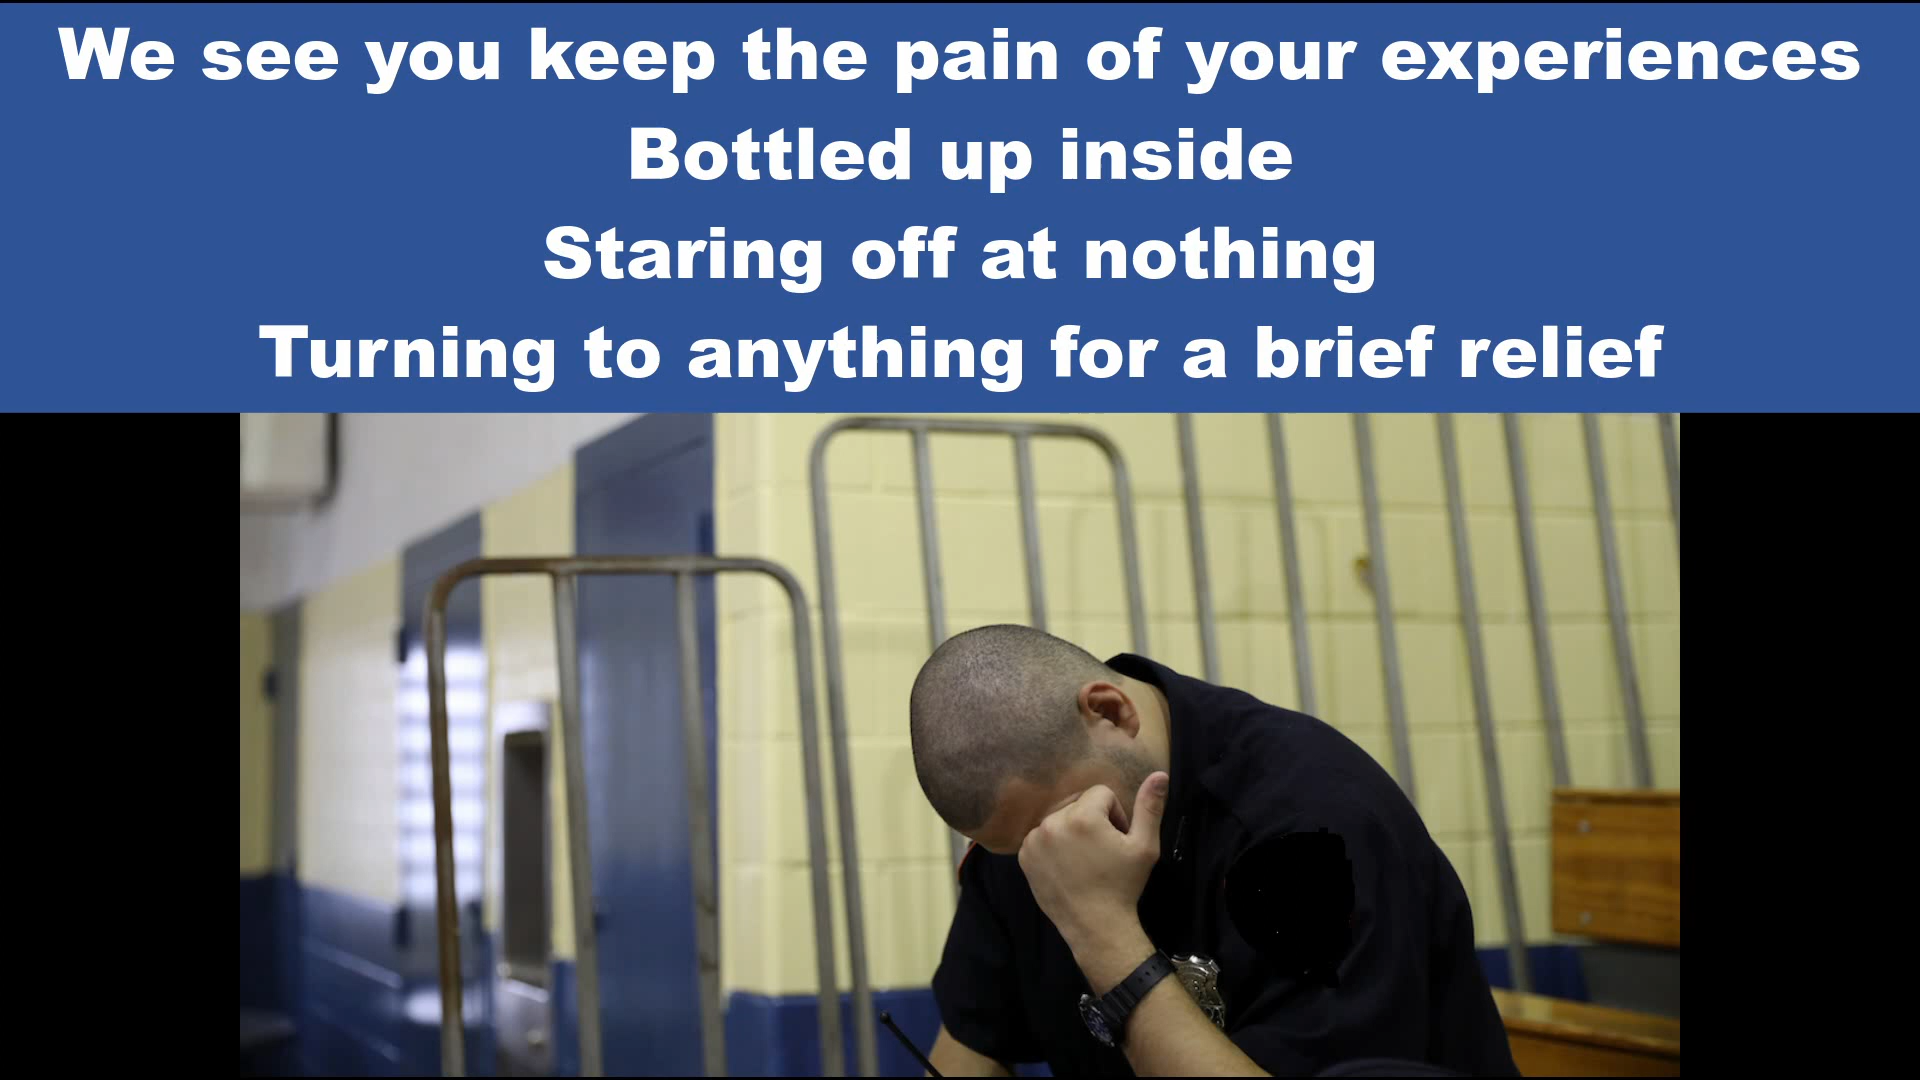 We see you keep the pain of your experiences
Bottled up inside
Staring off at nothing
Turning to anything for a brief relief